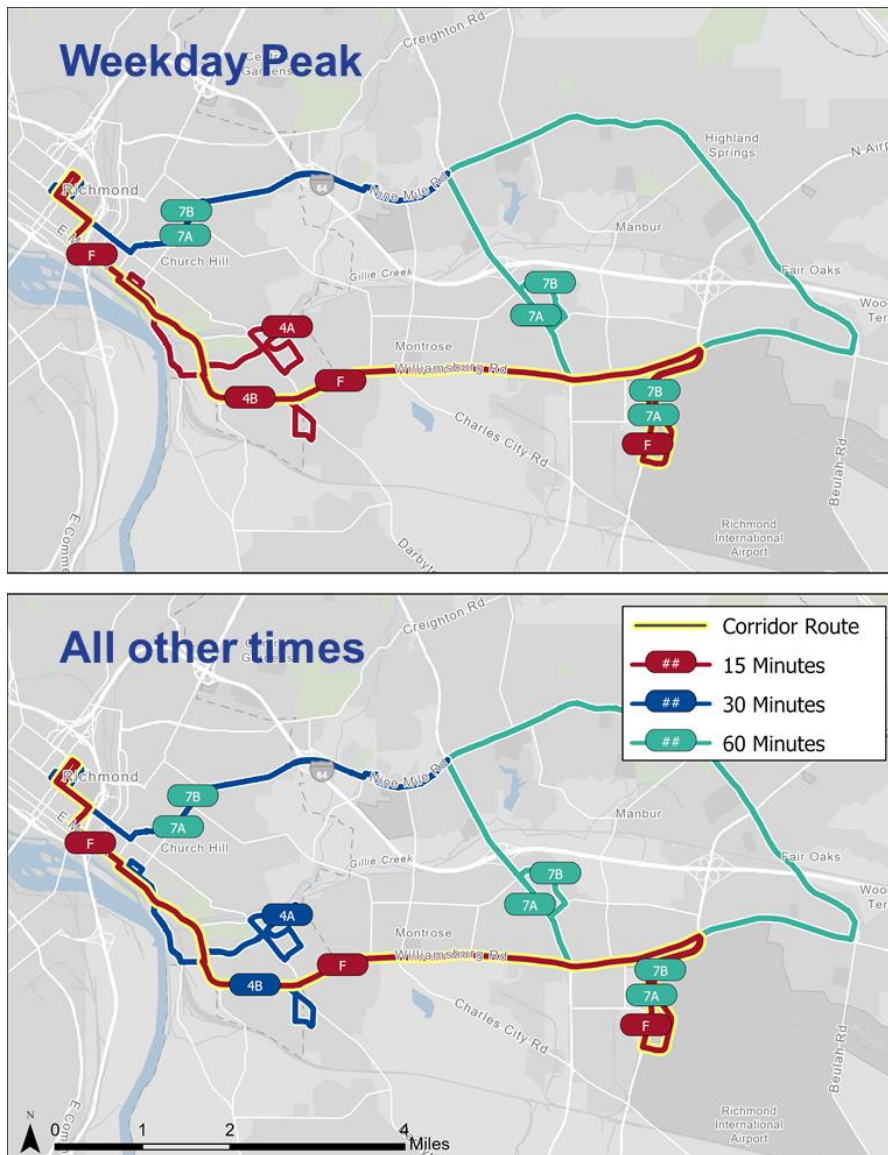 Weekday Peak
Creighton Rd
Gardens
Highland
Springs
Richmond
64
Nine Mile Rd
7B
7A
Church Hill
Manbur
F
Gillie Creek
Fair Oaks
7B
7A
4A
Montrose
Williamsburg Rd
F
4B
7B
7A
F
Charles City Rd
Beulah Rd
Richmond
International
Airport
All other times
Creighton Rd
Corridor Route
## 15 Minutes
## 30 Minutes
## 60 Minutes
Richmond
64
Nine Mile Rd
7B
7A
Church Hill
Manbur
F
Gillie Creek
Fair Oaks
7B
7A
4A
Montrose
Williamsburg Rd
F
4B
7B
7A
F
Charles City Rd
Beulah Rd
Richmond
International
Airport
N
0 1 2 4
Miles